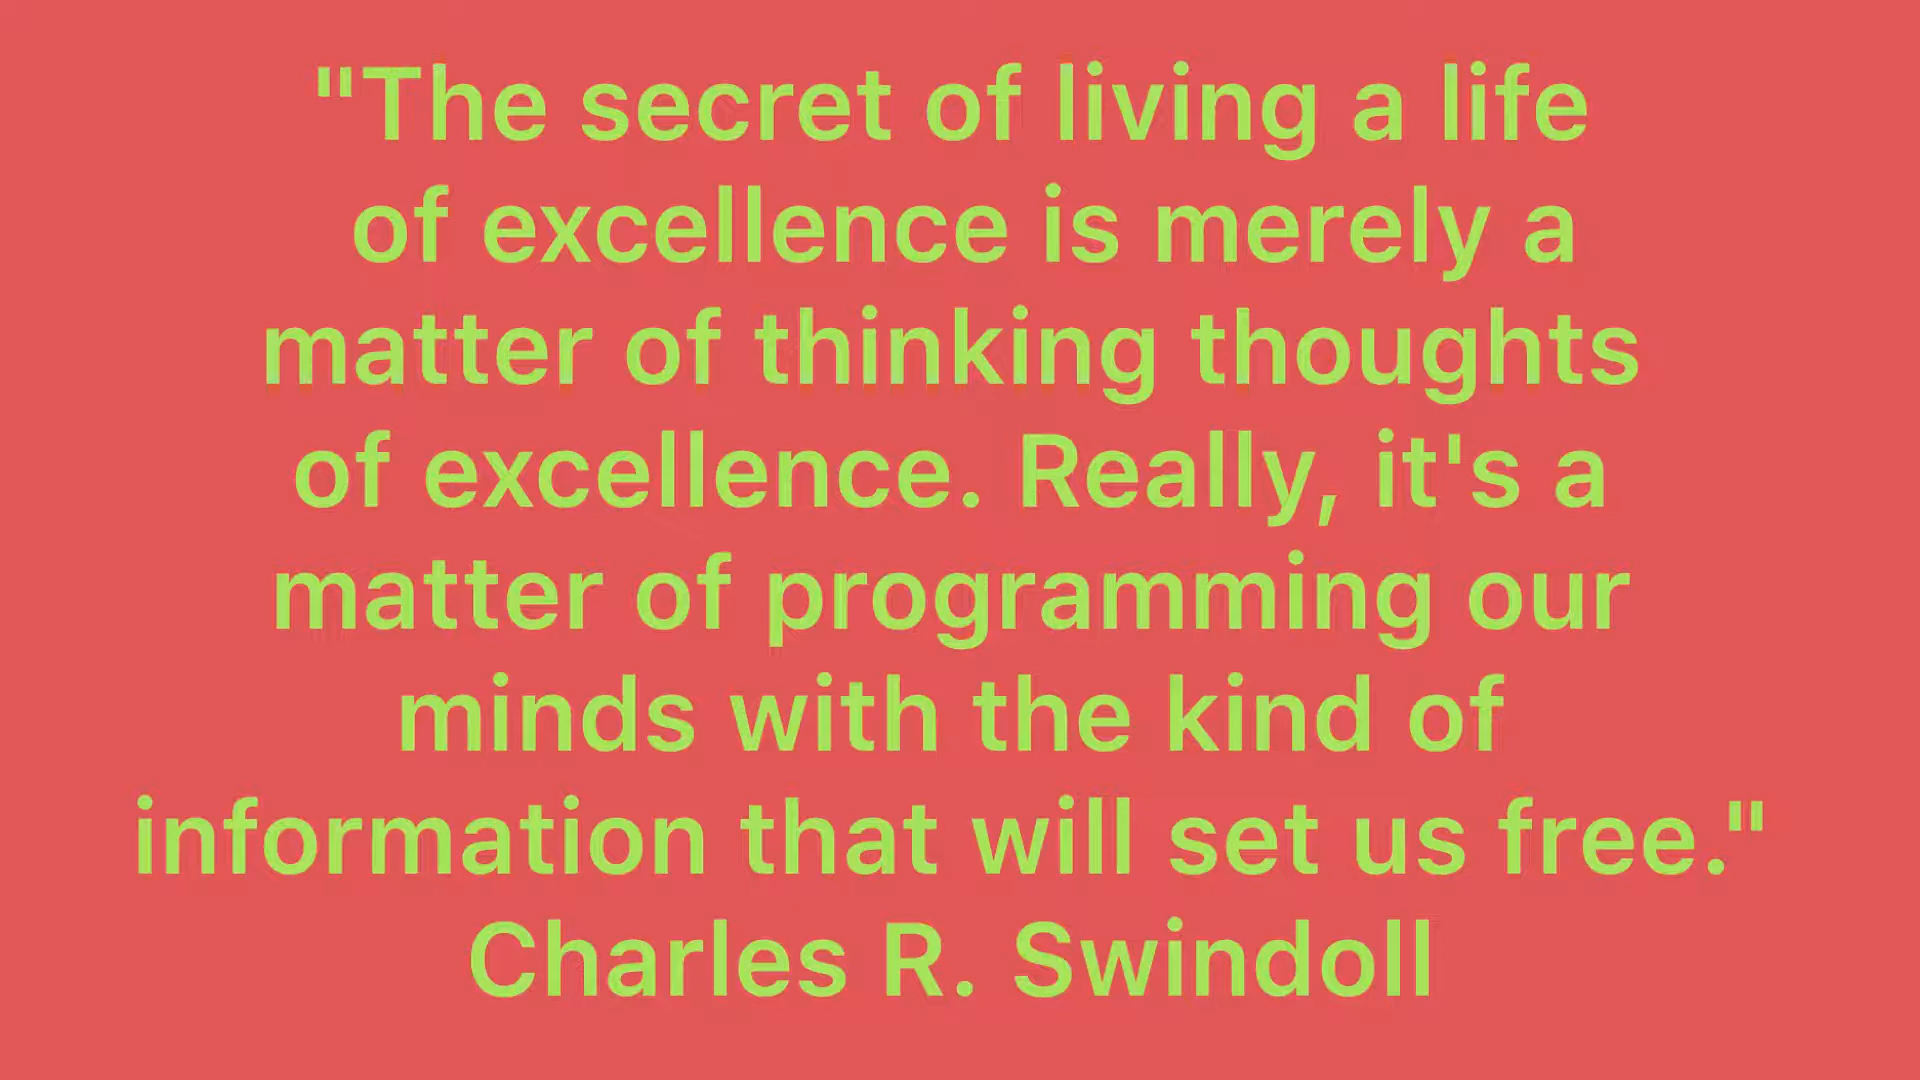 "The secret of living a life
of excellence is merely a
matter of thinking thoughts
of excellence. Really, it's a
matter of programming our
minds with the kind of
information that will set us free."
Charles R. Swindoll